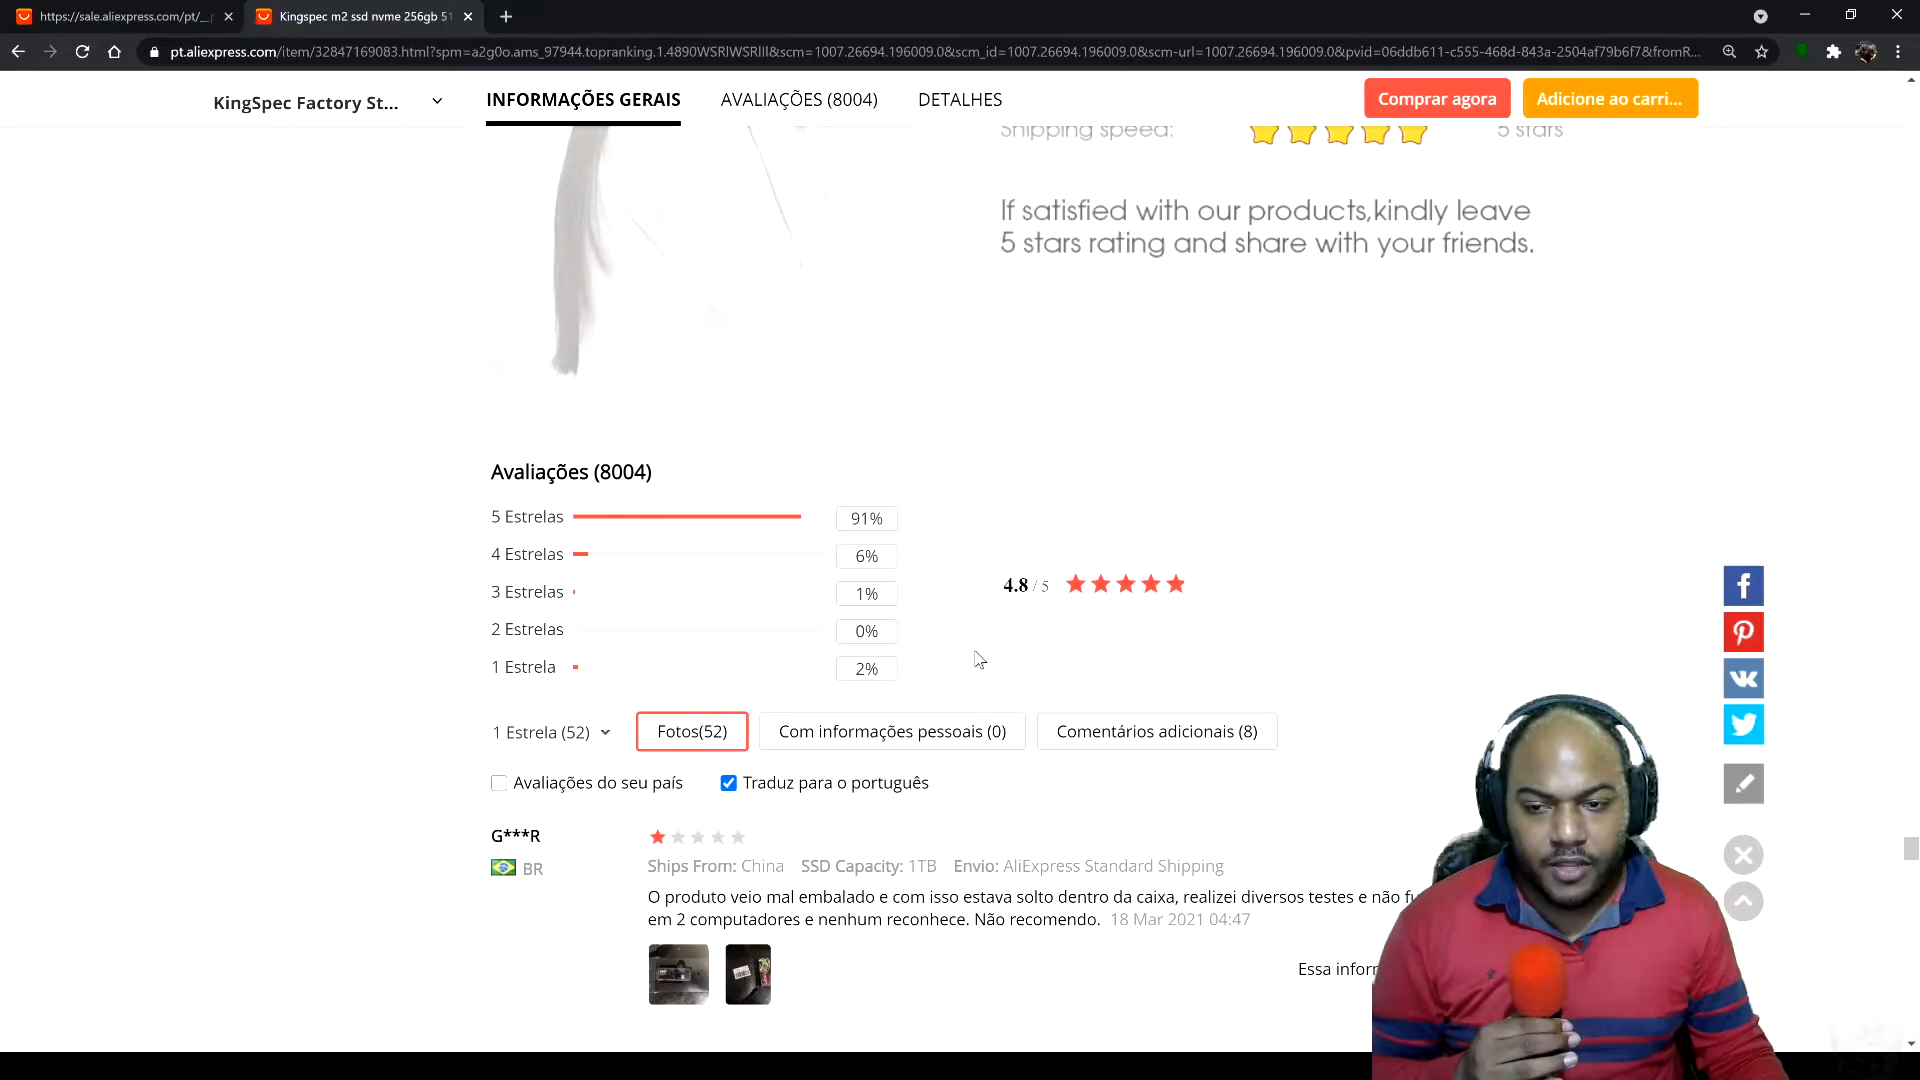 https://sale.aliexpress.com/pt/__p
Kingspec m2 ssd nvme 256gb 51
pt.aliexpress.com/item/32847169083.html?spm=a2g0o.ams_97944.topranking.1.4890WSRlWSRlll&scm=1007.26694.196009.0&scm_id=1007.26694.196009.0&scm-url=1007.26694.196009.0&pvid=06ddb611-c555-468d-843a-2504af79b6f7&fromR...
KingSpec Factory St...
INFORMAÇÕES GERAIS
AVALIAÇÕES (8004)
DETALHES
Comprar agora
Adicione ao carri...
Shipping speed:
5 stars
If satisfied with our products,kindly leave
5 stars rating and share with your friends.
Avaliações (8004)
5 Estrelas 91%
4 Estrelas 6%
3 Estrelas 1%
2 Estrelas 0%
1 Estrela 2%
4.8 / 5
1 Estrela (52)
Fotos(52)
Com informações pessoais (0)
Comentários adicionais (8)
Avaliações do seu país
Traduz para o português
G***R
BR
Ships From: China SSD Capacity: 1TB Envio: AliExpress Standard Shipping
O produto veio mal embalado e com isso estava solto dentro da caixa, realizei diversos testes e não
em 2 computadores e nenhum reconhece. Não recomendo. 18 Mar 2021 04:47
Essa